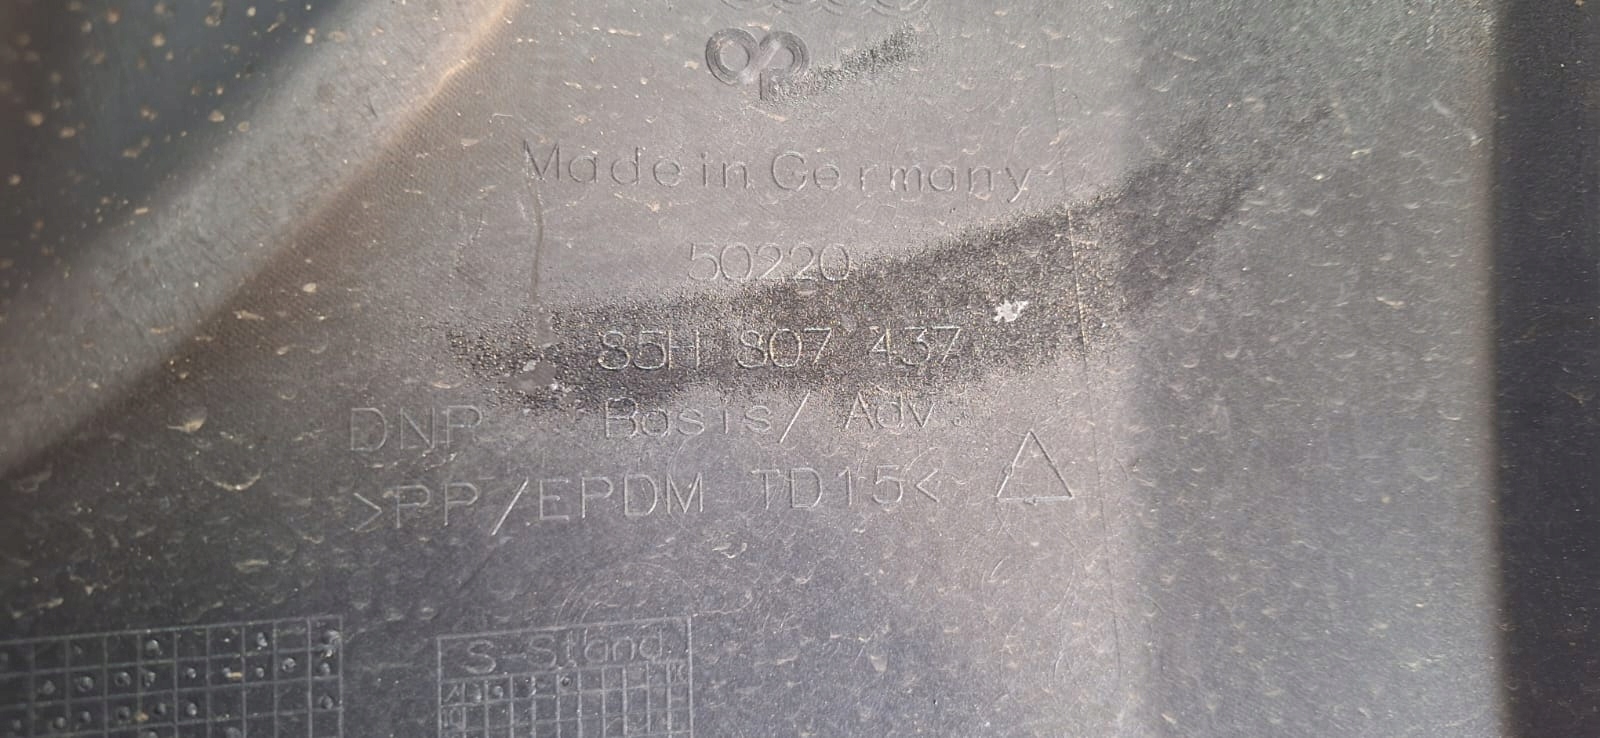 Made in Germany
50220
85H 807 437
DNP Basis/ Adv.
>PP/EPDM TD15<
S-Stand